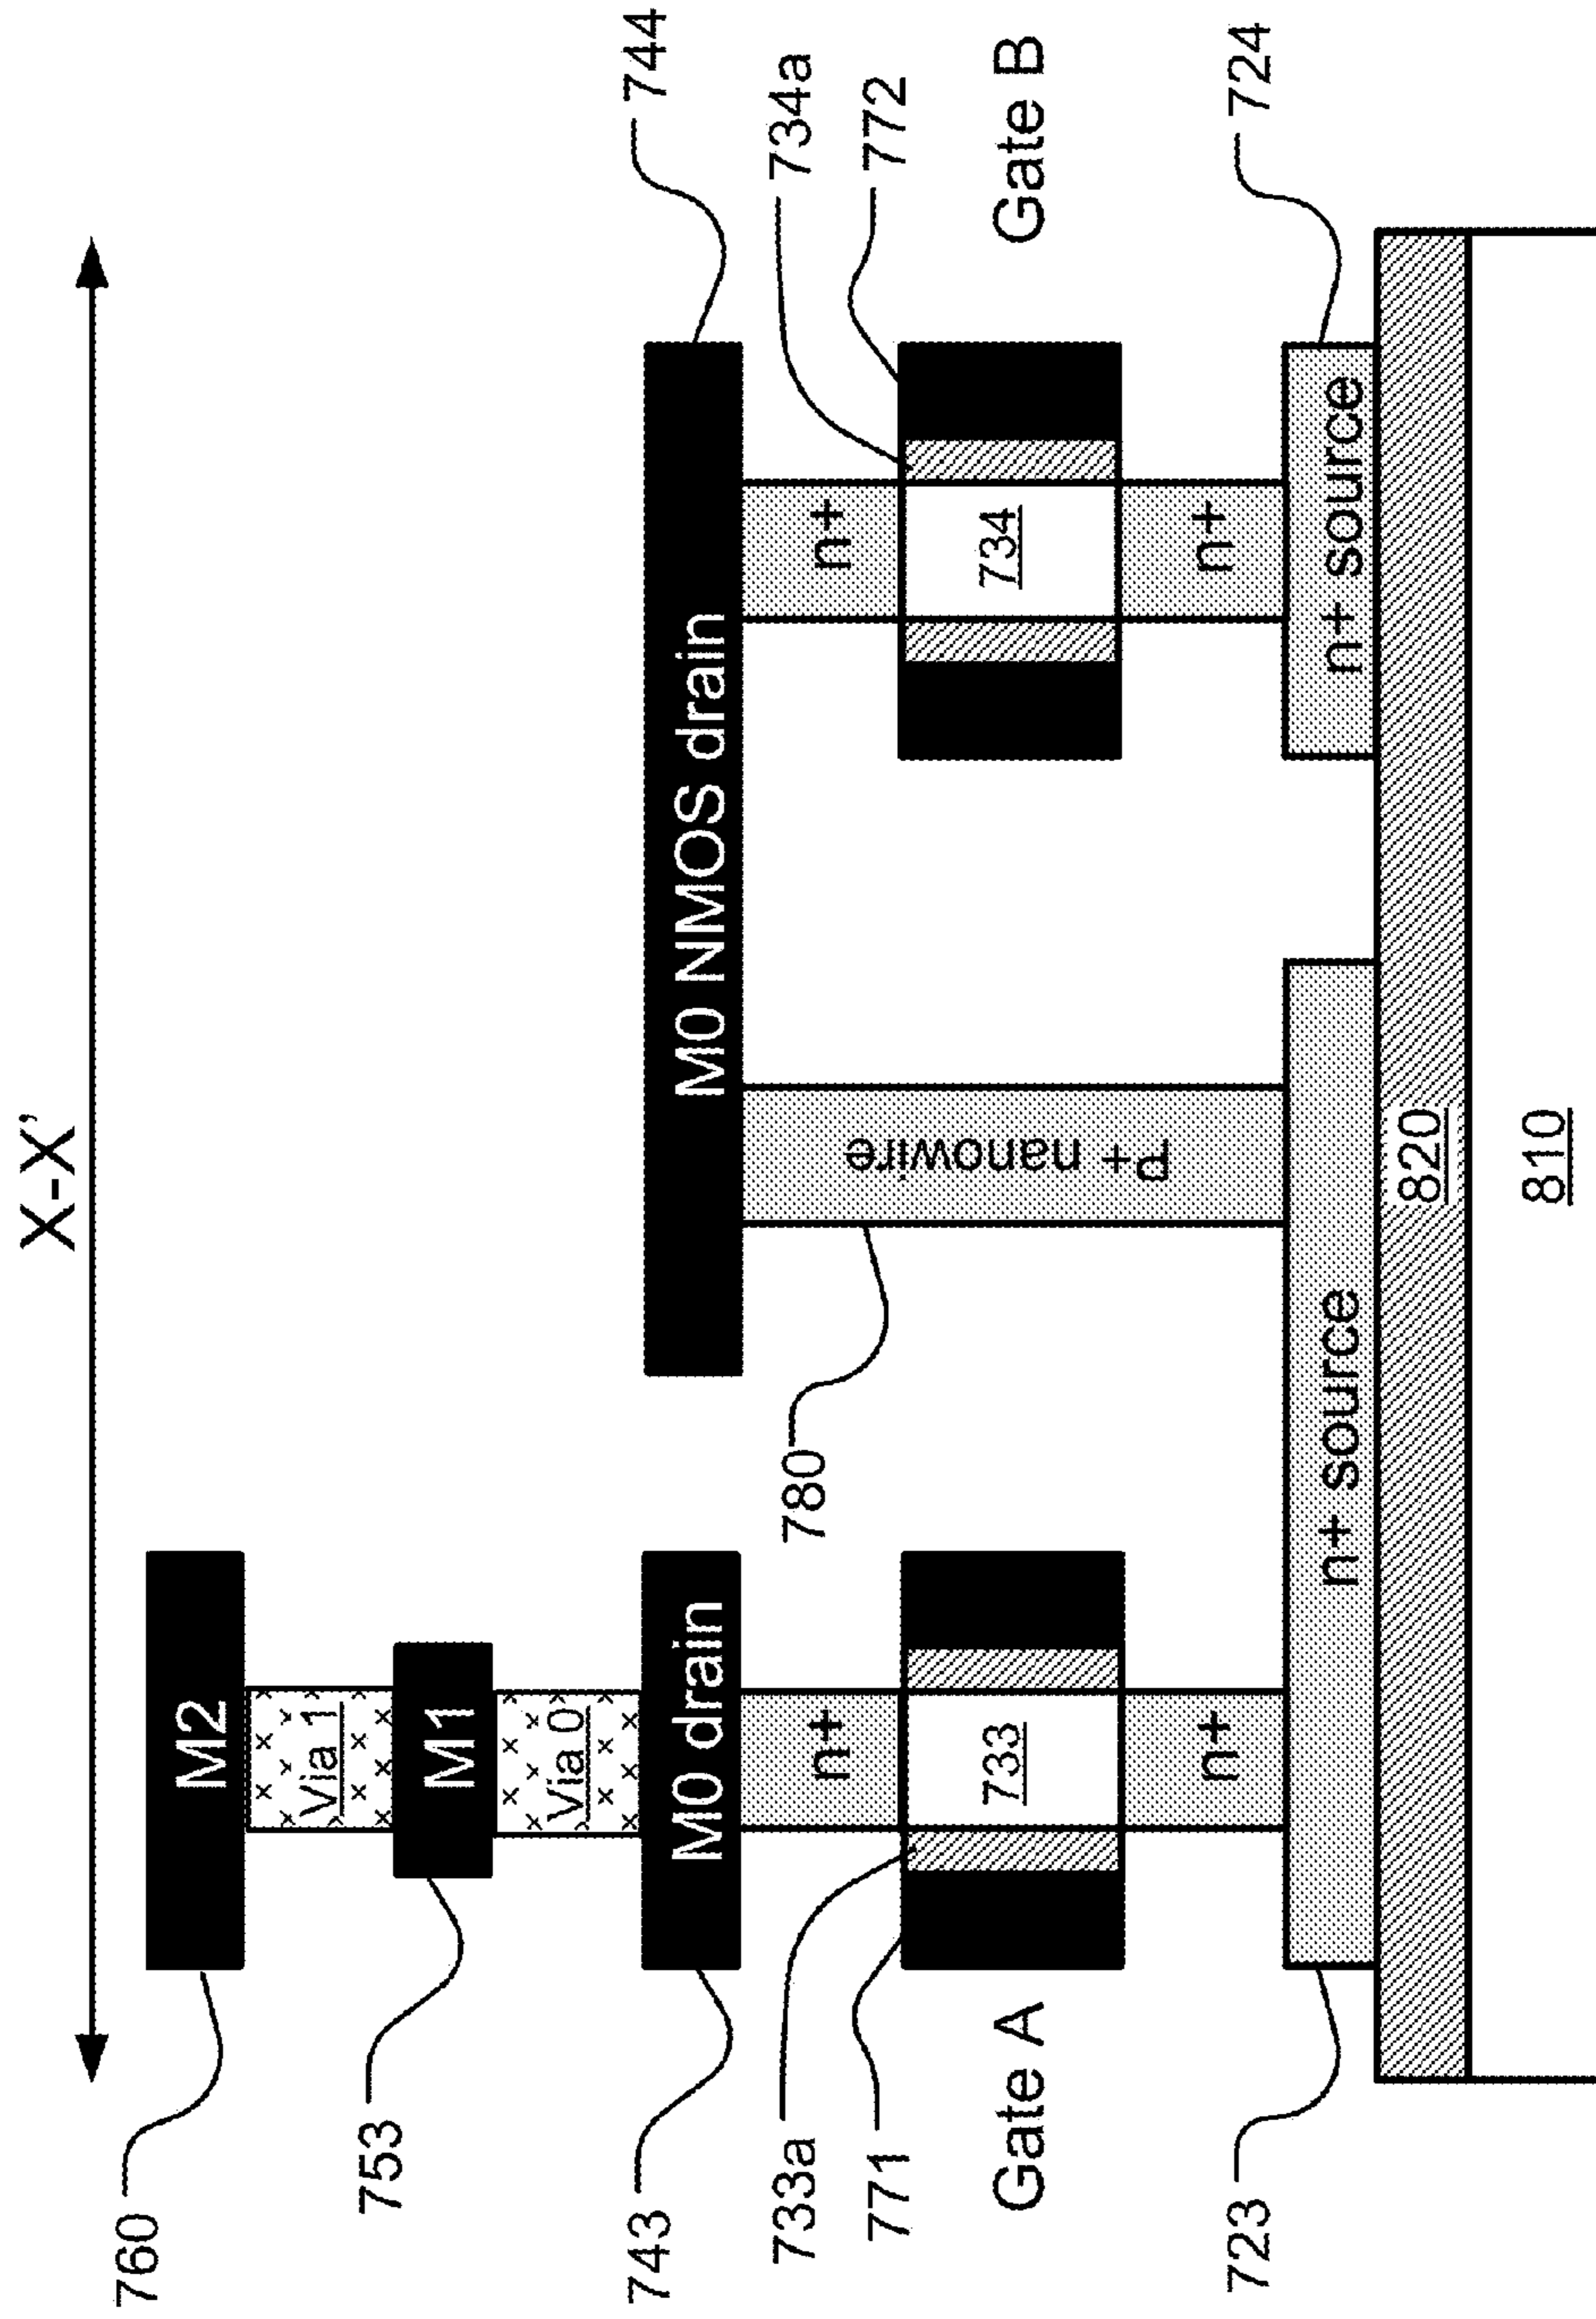 X-X'
760
M2
Via 1
753
M1
Via 0
743
M0 drain
M0 NMOS drain
744
733a
n+
780
n+
734a
771
772
Gate A
733
P+ nanowire
734
Gate B
n+
n+
723
n+ source
n+ source
724
820
810